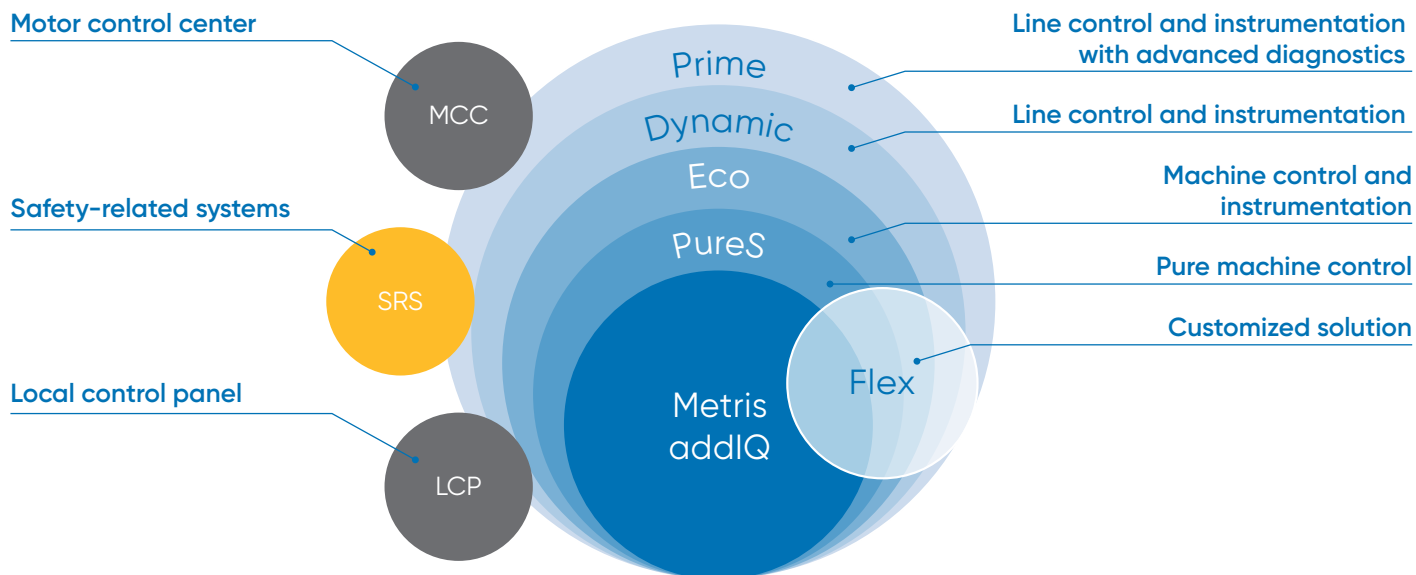 Motor control center
MCC
Safety-related systems
SRS
Local control panel
LCP
Prime
Dynamic
Eco
PureS
Metris
addIQ
Flex
Line control and instrumentation
with advanced diagnostics
Line control and instrumentation
Machine control and
instrumentation
Pure machine control
Customized solution